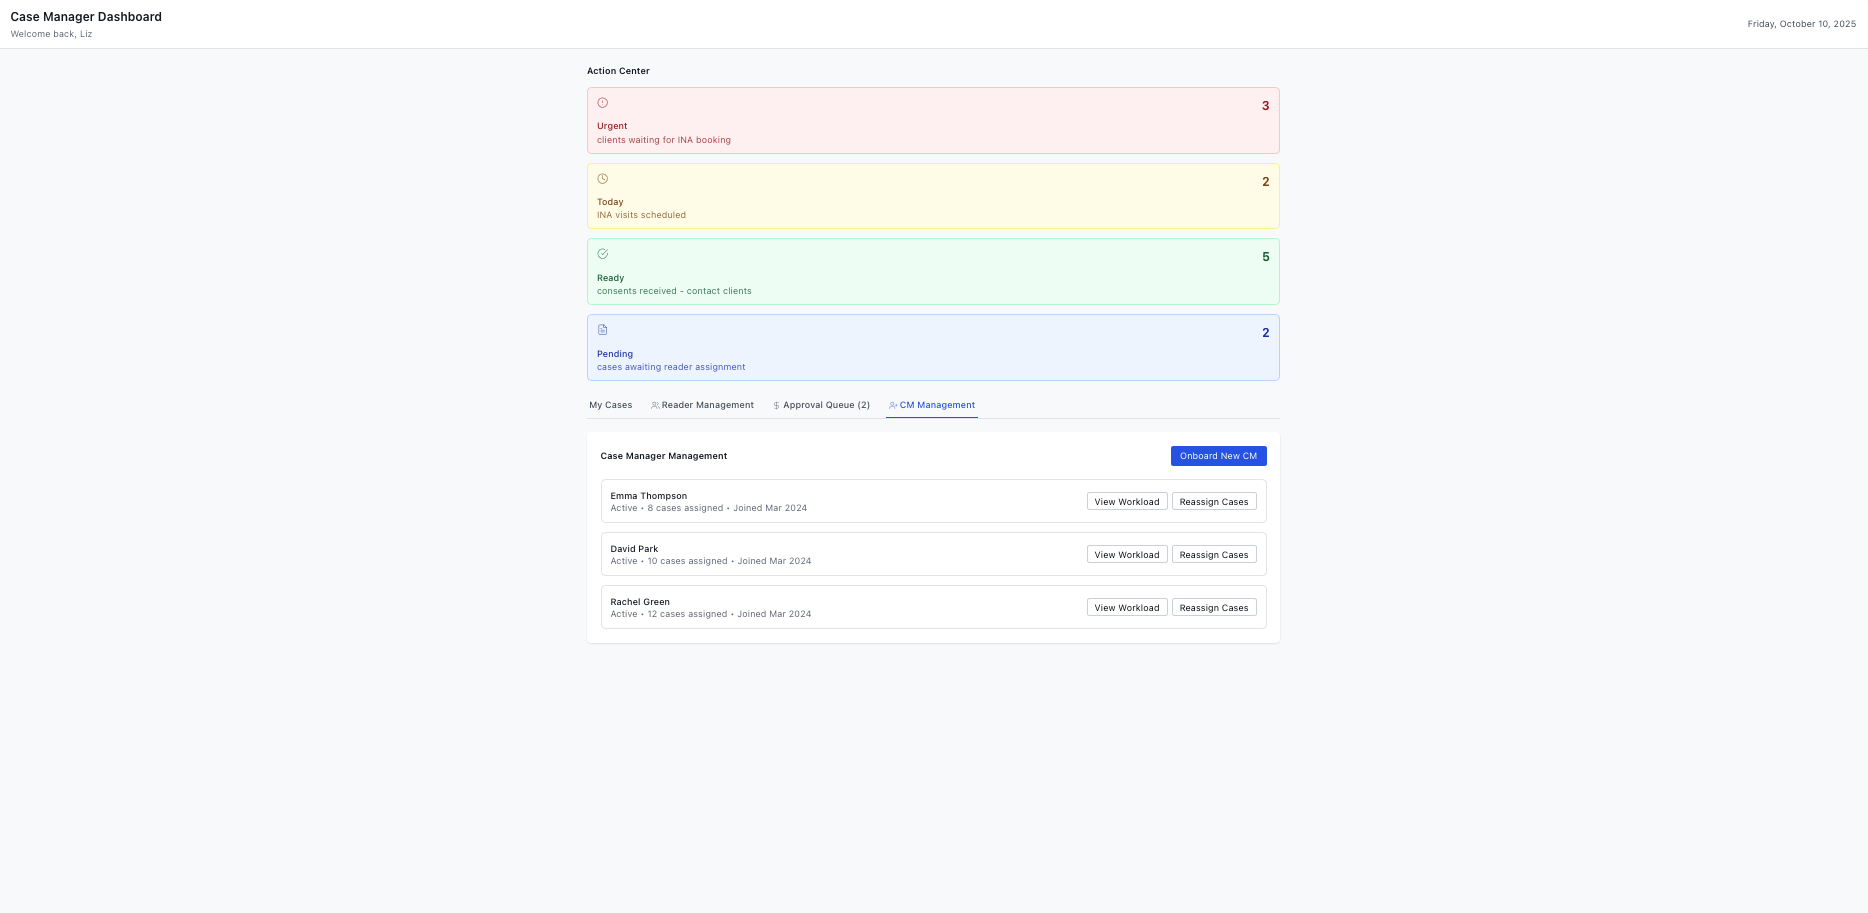 Case Manager Dashboard
Welcome back, Liz
Friday, October 10, 2025
Action Center
3
Urgent
clients waiting for INA booking
2
Today
INA visits scheduled
5
Ready
consents received - contact clients
2
Pending
cases awaiting reader assignment
My Cases Reader Management Approval Queue (2) CM Management
Case Manager Management
Onboard New CM
Emma Thompson
Active • 8 cases assigned • Joined Mar 2024
View Workload Reassign Cases
David Park
Active • 10 cases assigned • Joined Mar 2024
View Workload Reassign Cases
Rachel Green
Active • 12 cases assigned • Joined Mar 2024
View Workload Reassign Cases